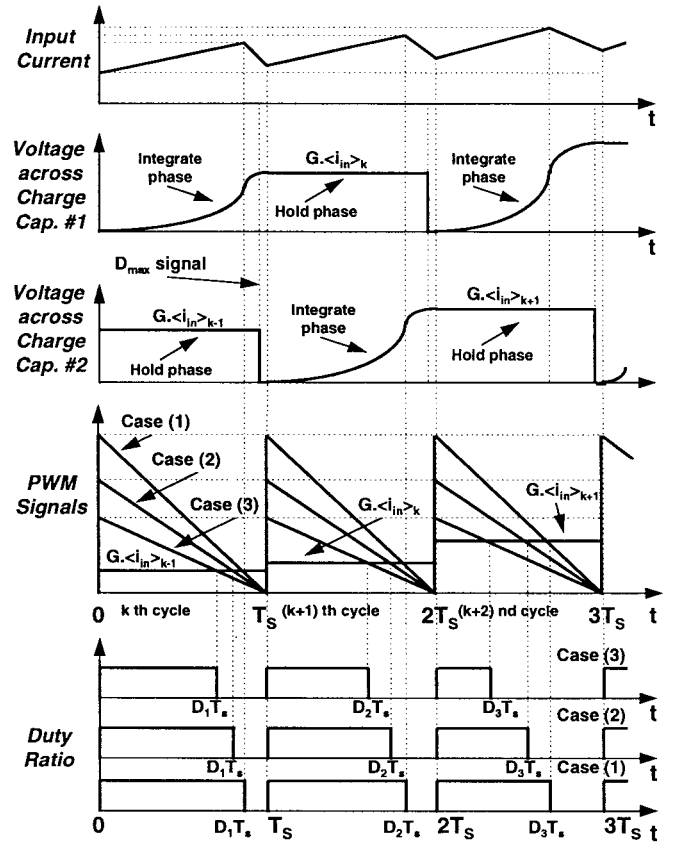 Input
Current
t
Voltage
across
Charge
Cap. #1
Integrate
phase
G.<i_in>_k
Hold phase
Integrate
phase
t
D_max signal
Voltage
across
Charge
Cap. #2
G.<i_in>_k-1
Hold phase
Integrate
phase
G.<i_in>_k+1
Hold phase
t
PWM
Signals
Case (1)
Case (2)
Case (3)
G.<i_in>_k-1
G.<i_in>_k
G.<i_in>_k+1
0 k th cycle T_S (k+1) th cycle 2T_S (k+2) nd cycle 3T_S t
Duty
Ratio
Case (3)
D_1T_s D_2T_s D_3T_s t
Case (2)
D_1T_s D_2T_s D_3T_s t
Case (1)
0 D_1T_s T_S D_2T_s 2T_S D_3T_s 3T_S t